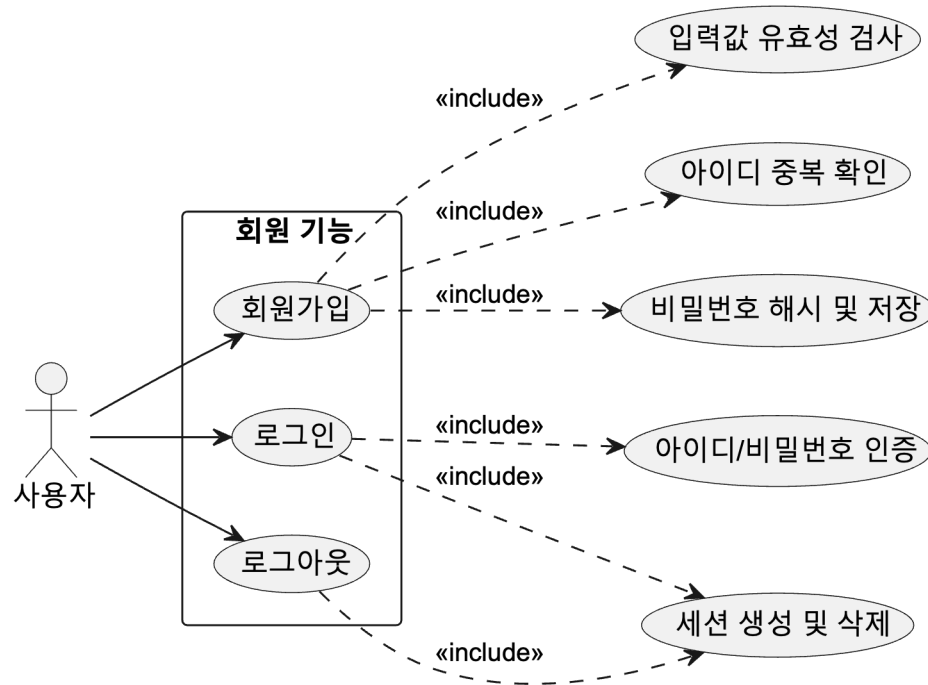 입력값 유효성 검사
«include»
아이디 중복 확인
«include»
회원 기능
«include»
회원가입
비밀번호 해시 및 저장
«include»
로그인
아이디/비밀번호 인증
«include»
사용자
로그아웃
세션 생성 및 삭제
«include»